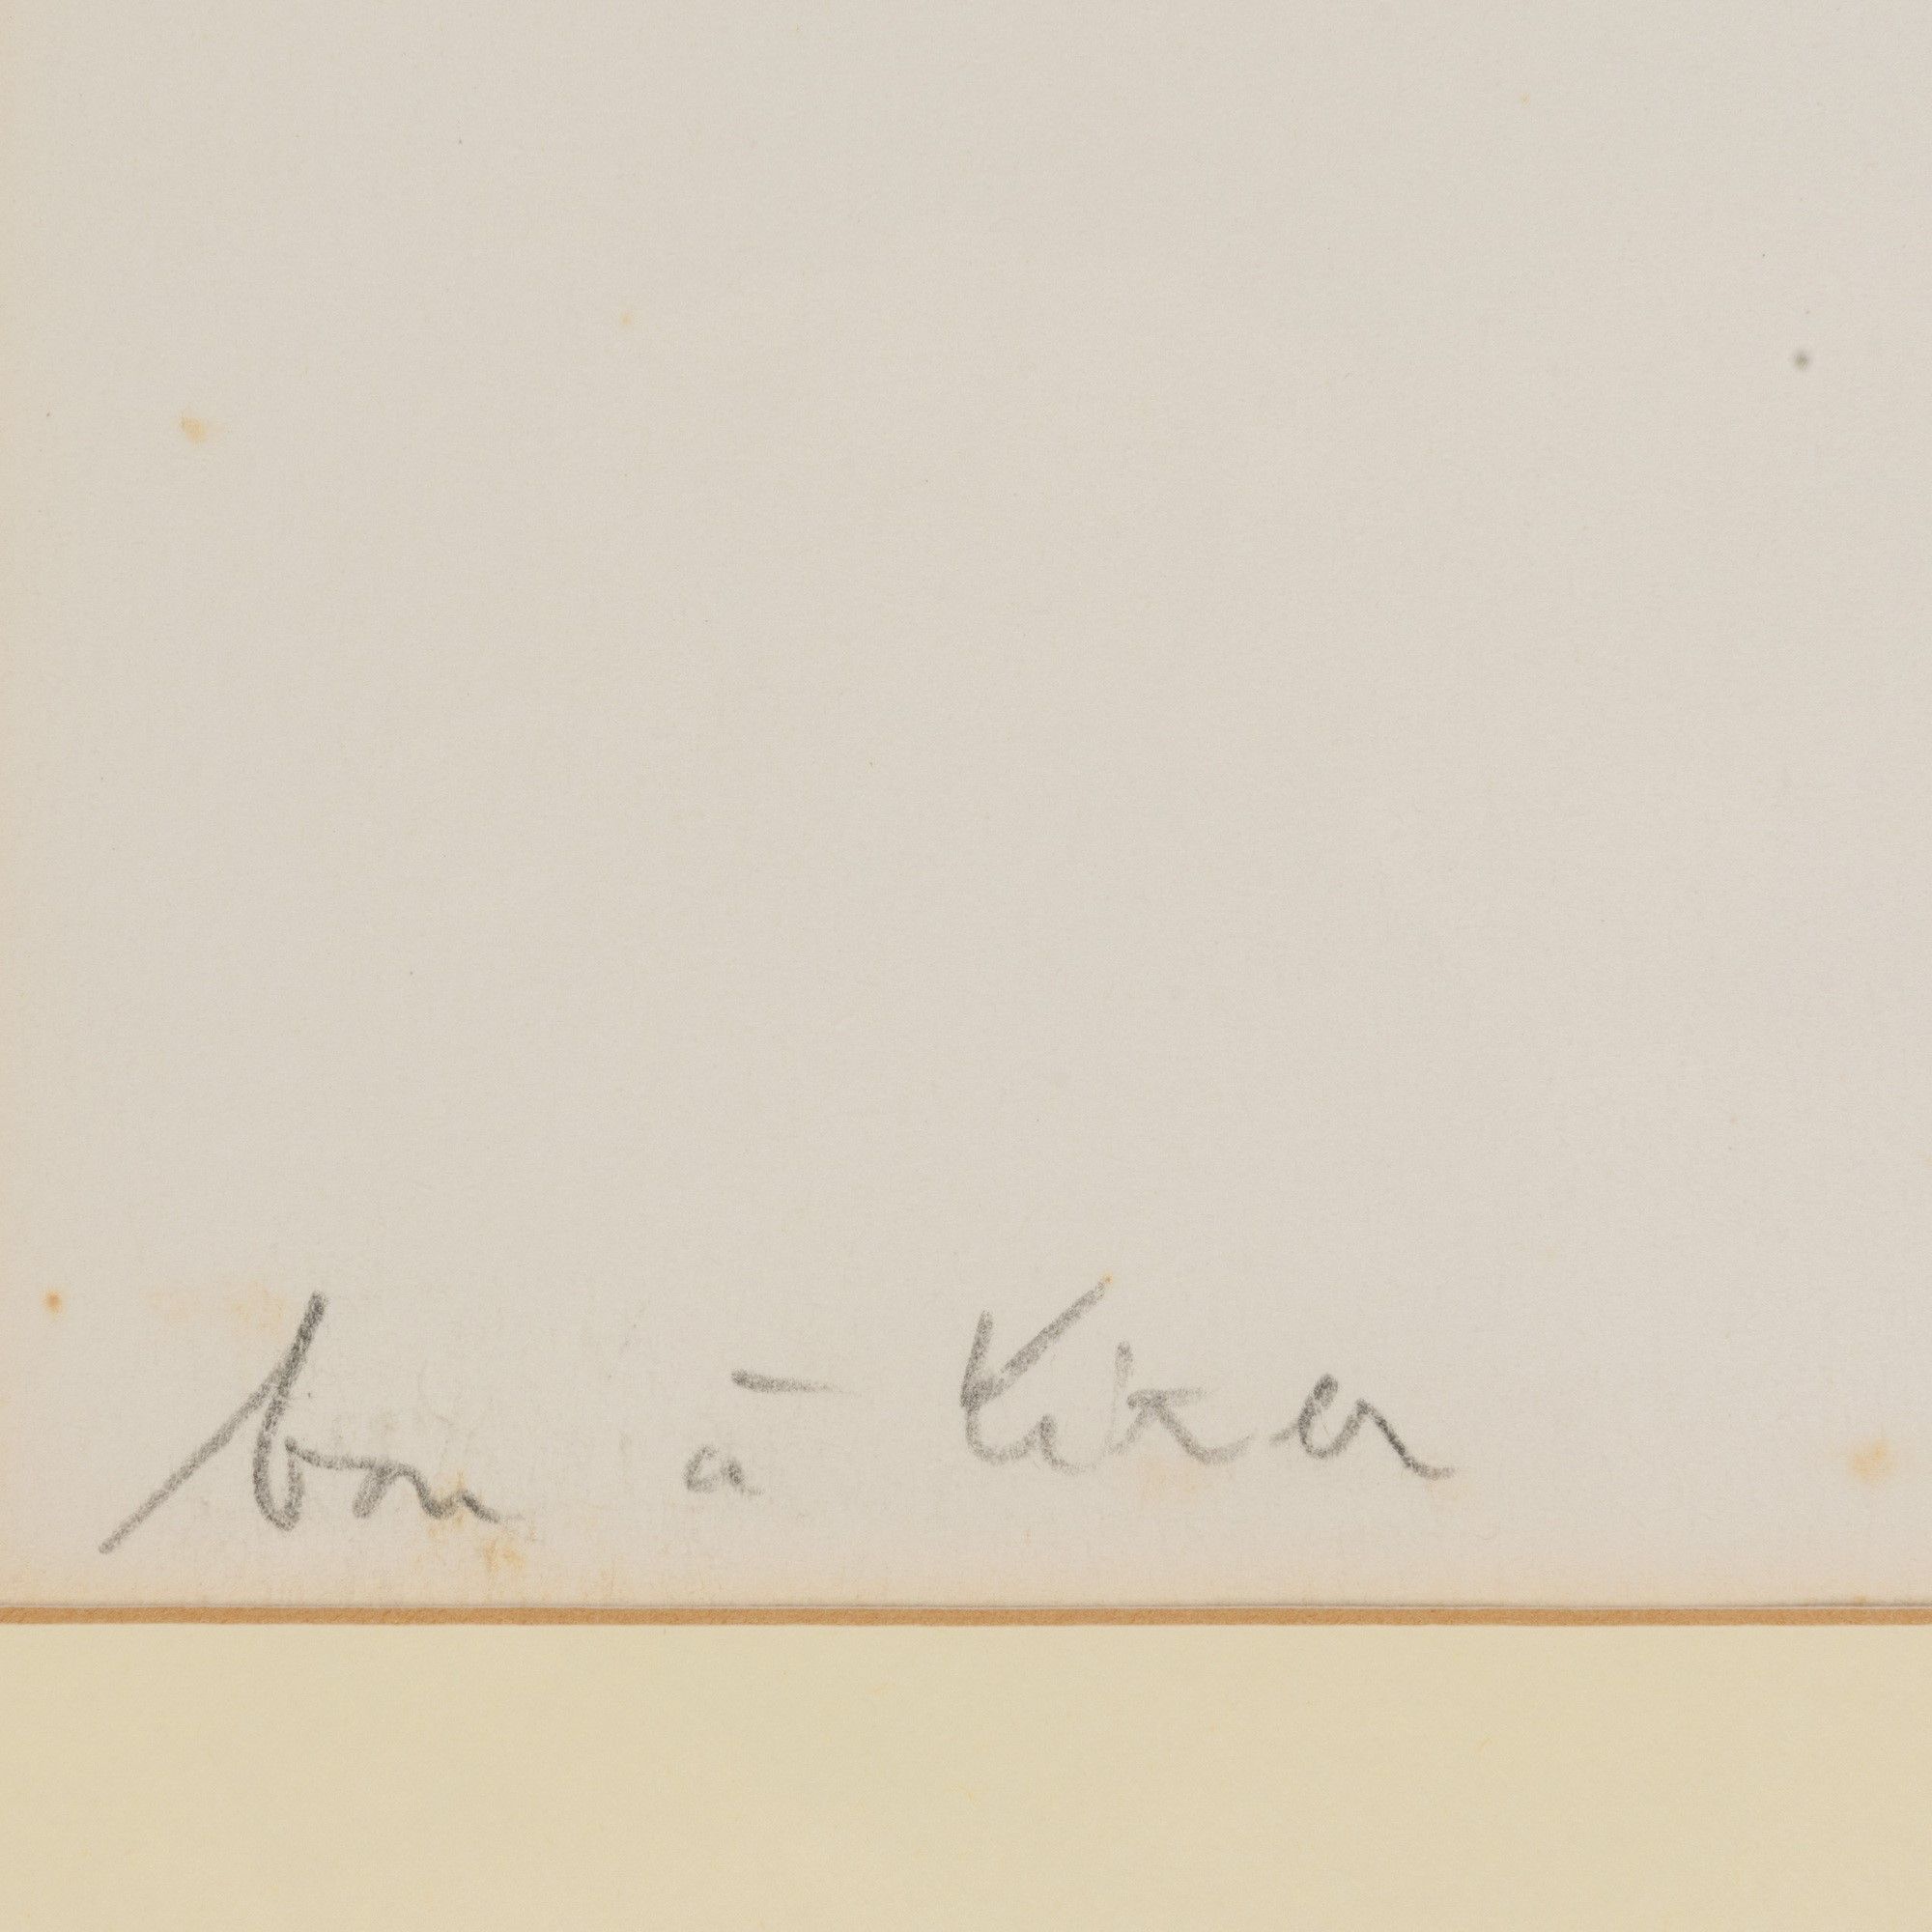 bon à tirer